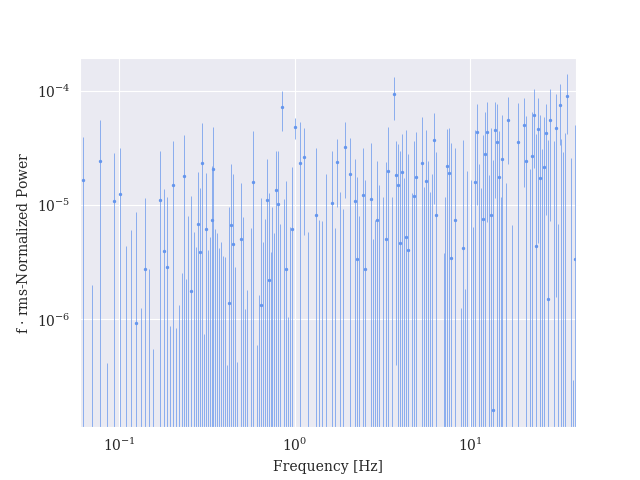 f · rms-Normalized Power
10⁻⁴
10⁻⁵
10⁻⁶
10⁻¹ 10⁰ 10¹
Frequency [Hz]